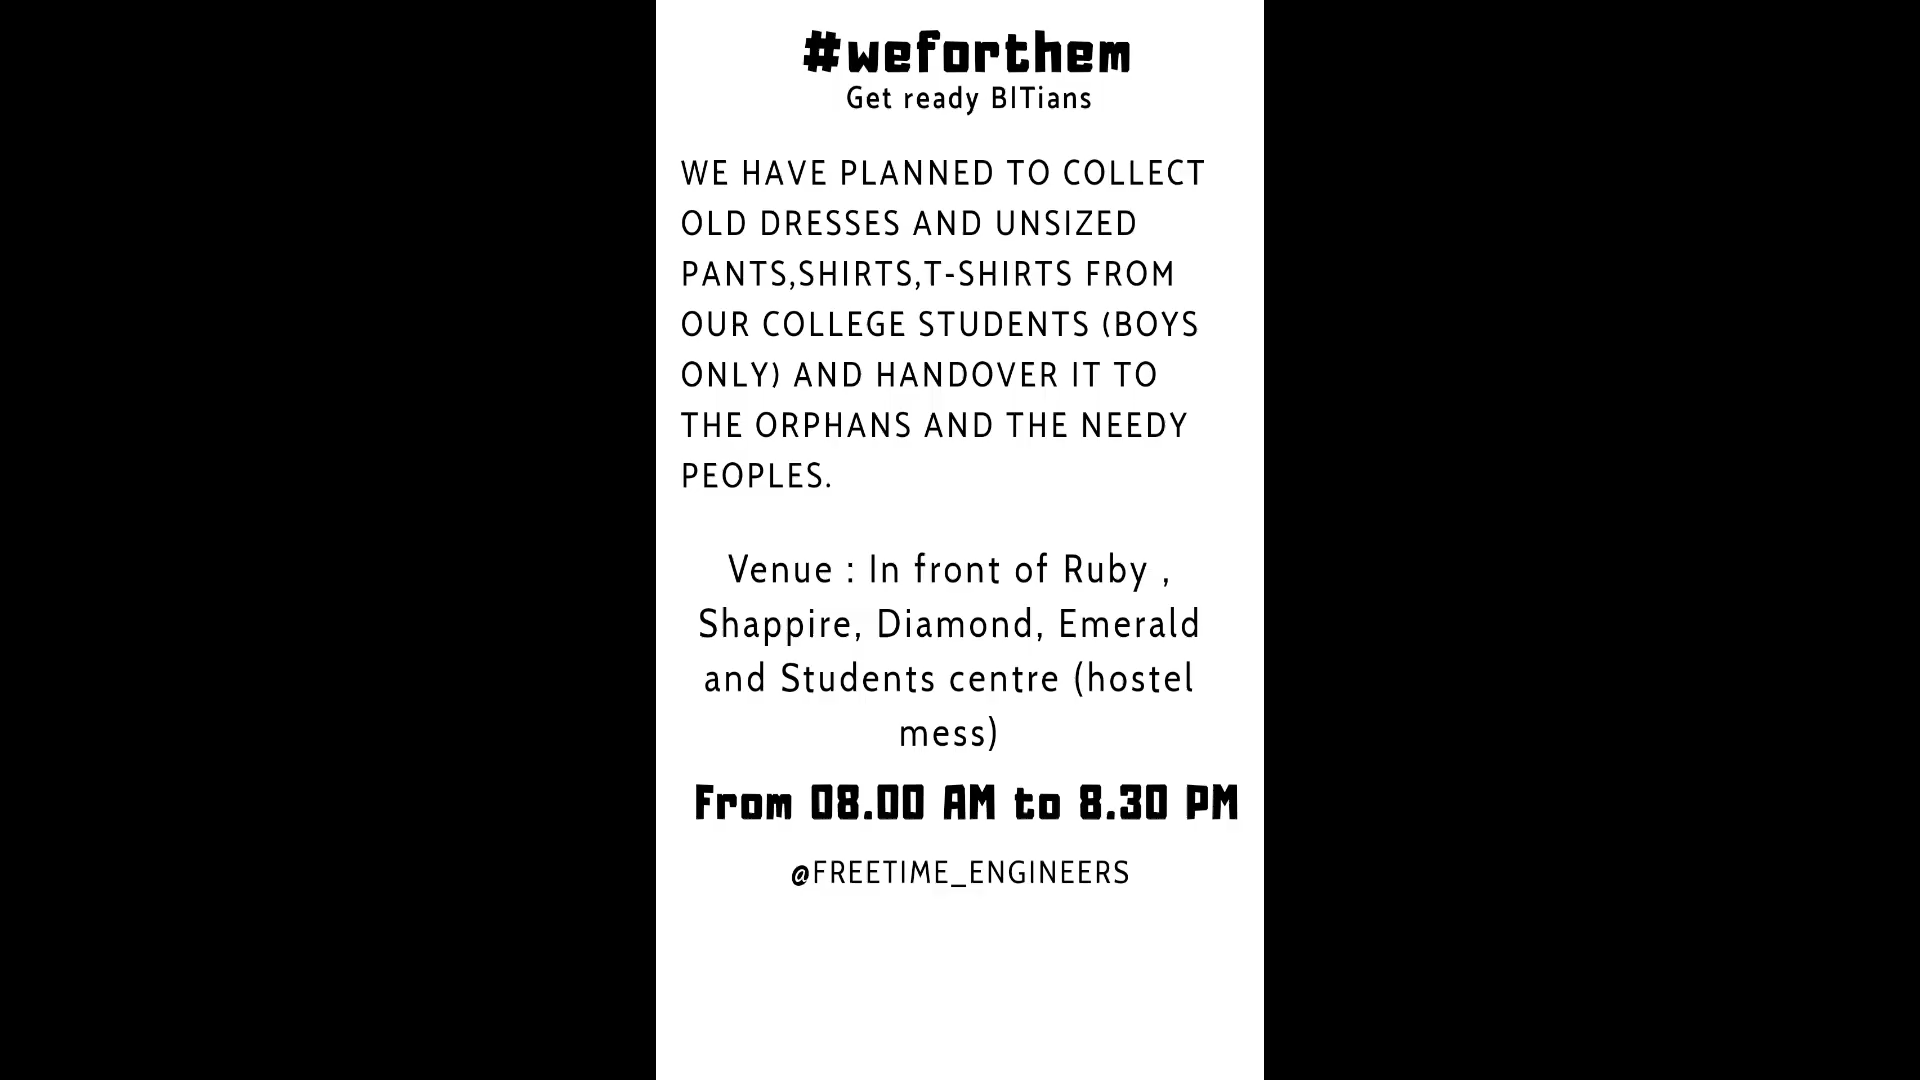 #weforthem
Get ready BITians
WE HAVE PLANNED TO COLLECT
OLD DRESSES AND UNSIZED
PANTS,SHIRTS,T-SHIRTS FROM
OUR COLLEGE STUDENTS (BOYS
ONLY) AND HANDOVER IT TO
THE ORPHANS AND THE NEEDY
PEOPLES.
Venue : In front of Ruby ,
Shappire, Diamond, Emerald
and Students centre (hostel
mess)
From 08.00 AM to 8.30 PM
@FREETIME_ENGINEERS